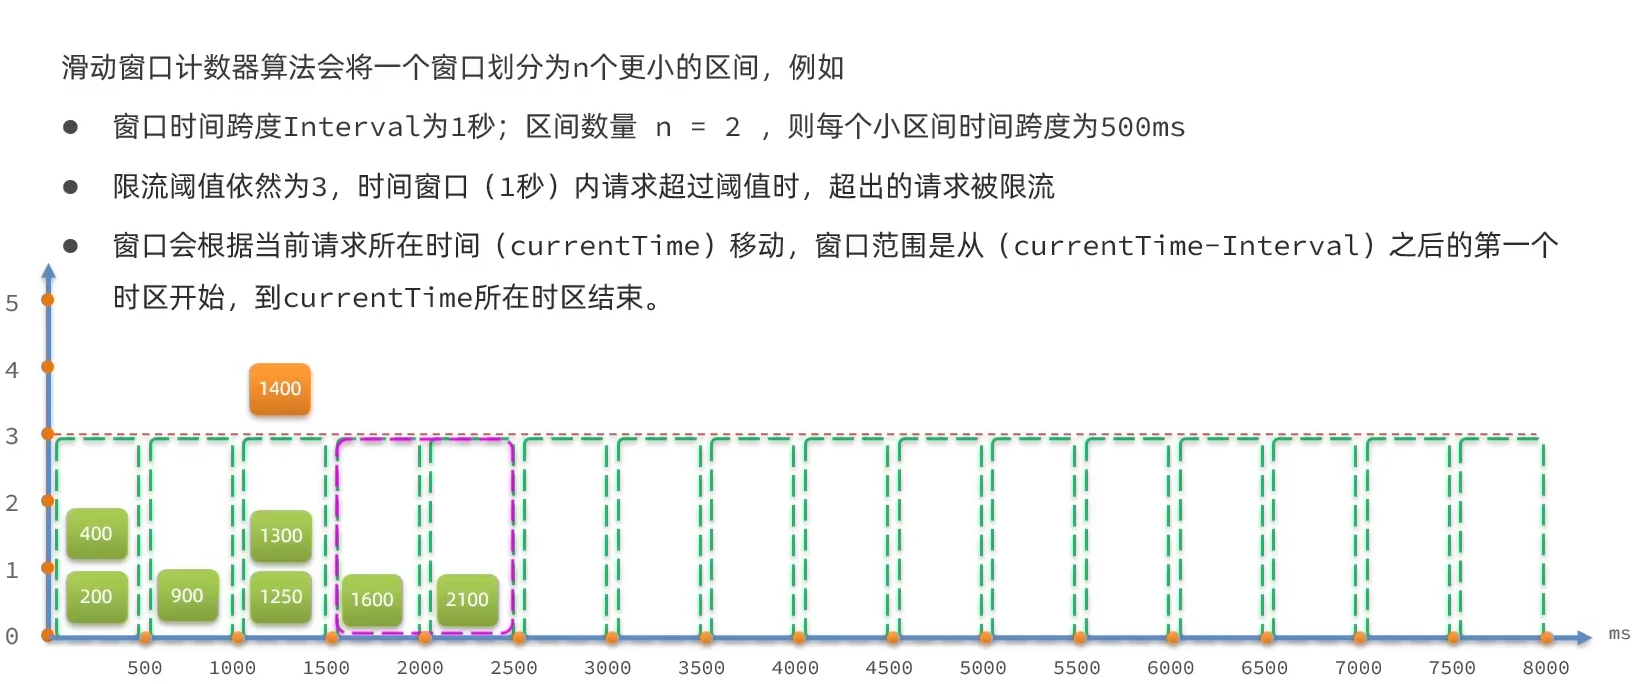 滑动窗口计数器算法会将一个窗口划分为n个更小的区间，例如
● 窗口时间跨度Interval为1秒；区间数量 n = 2 ，则每个小区间时间跨度为500ms
● 限流阈值依然为3，时间窗口（1秒）内请求超过阈值时，超出的请求被限流
● 窗口会根据当前请求所在时间（currentTime）移动，窗口范围是从（currentTime-Interval）之后的第一个
时区开始，到currentTime所在时区结束。
5
4
1400
3
2
400
1300
1
200
900
1250
1600
2100
0
ms
500 1000 1500 2000 2500 3000 3500 4000 4500 5000 5500 6000 6500 7000 7500 8000